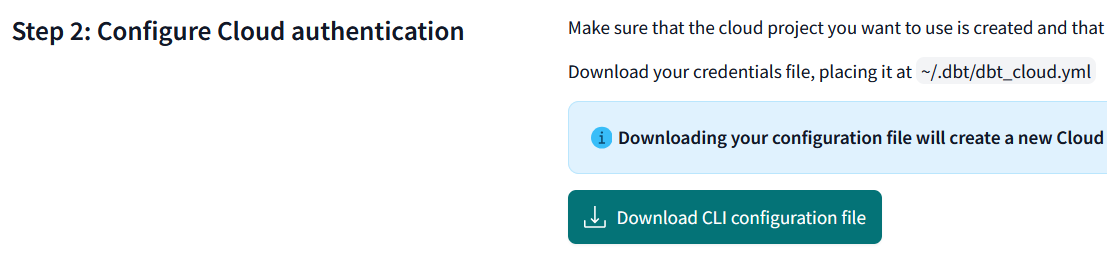 Step 2: Configure Cloud authentication
Make sure that the cloud project you want to use is created and that
Download your credentials file, placing it at ~/.dbt/dbt_cloud.yml
i Downloading your configuration file will create a new Cloud
Download CLI configuration file